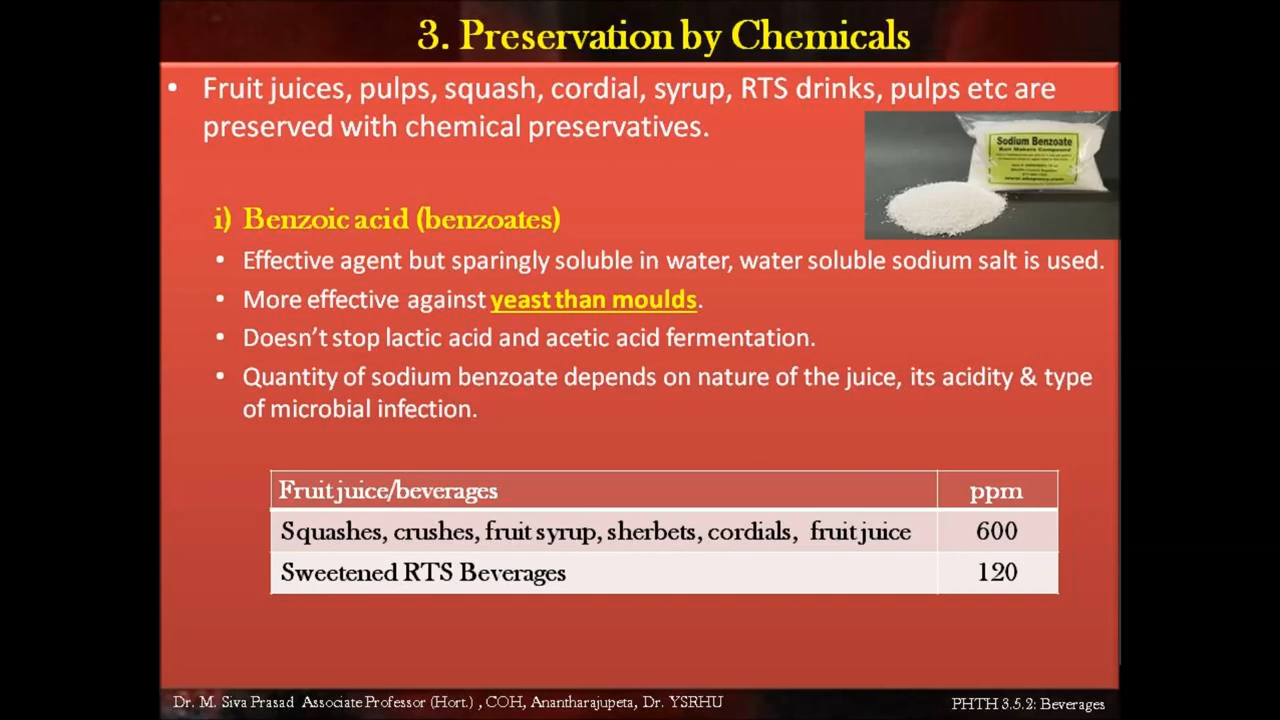 3. Preservation by Chemicals
• Fruit juices, pulps, squash, cordial, syrup, RTS drinks, pulps etc are
preserved with chemical preservatives.
Sodium Benzoate
i) Benzoic acid (benzoates)
• Effective agent but sparingly soluble in water, water soluble sodium salt is used.
• More effective against yeast than moulds.
• Doesn't stop lactic acid and acetic acid fermentation.
• Quantity of sodium benzoate depends on nature of the juice, its acidity & type
of microbial infection.
Fruit juice/beverages ppm
Squashes, crushes, fruit syrup, sherbets, cordials, fruit juice 600
Sweetened RTS Beverages 120
Dr. M. Siva Prasad Associate Professor (Hort.) , COH, Anantharajupeta, Dr. YSRHU
PHTH 3.5.2: Beverages